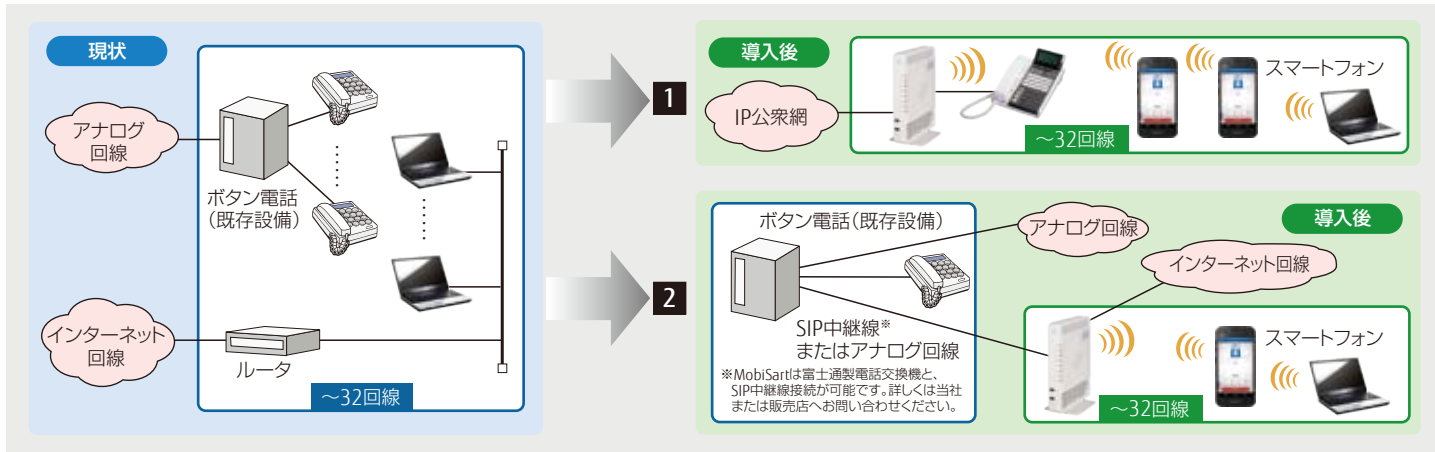 現状
アナログ
回線
ボタン電話
(既存設備)
インターネット
回線
ルータ
～32回線
1
導入後
IP公衆網
スマートフォン
～32回線
2
導入後
ボタン電話(既存設備)
アナログ回線
インターネット回線
SIP中継線※
またはアナログ回線
※MobiSartは富士通製電話交換機と、
SIP中継線接続が可能です。詳しくは当社
または販売店へお問い合わせください。
スマートフォン
～32回線